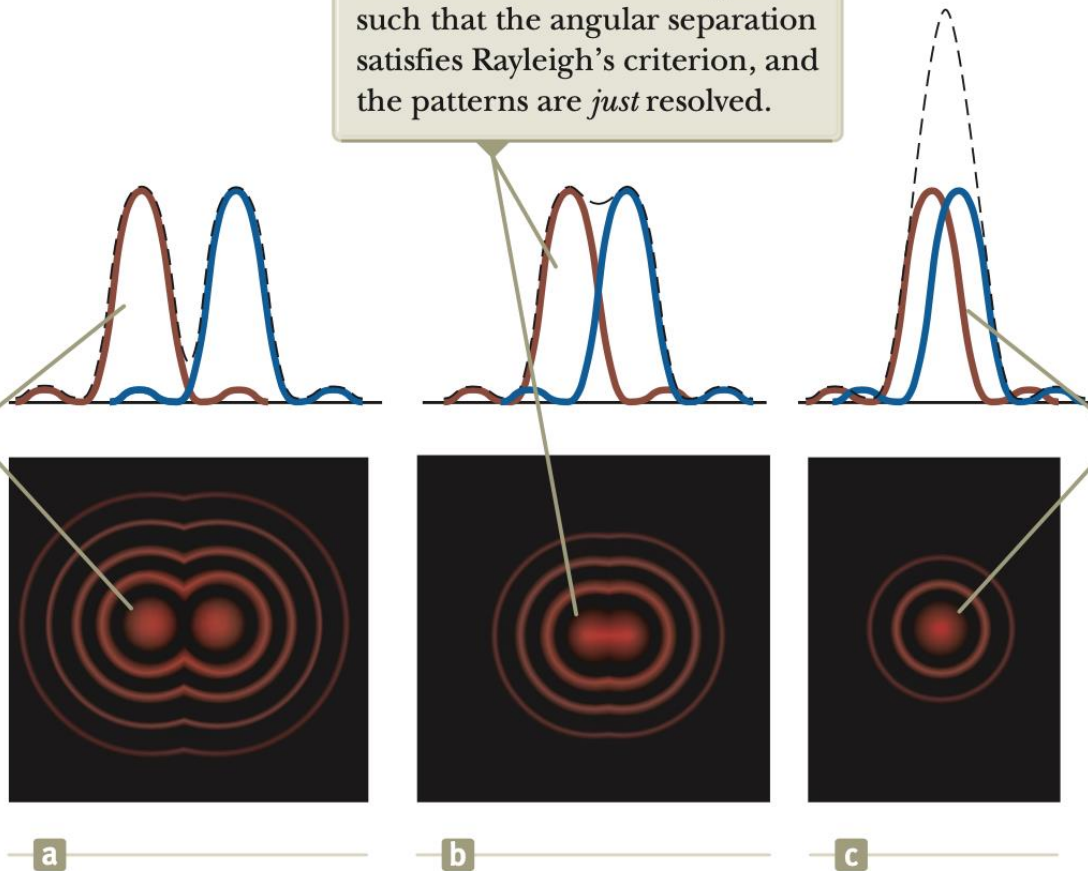 such that the angular separation
satisfies Rayleigh’s criterion, and
the patterns are just resolved.
a
b
c